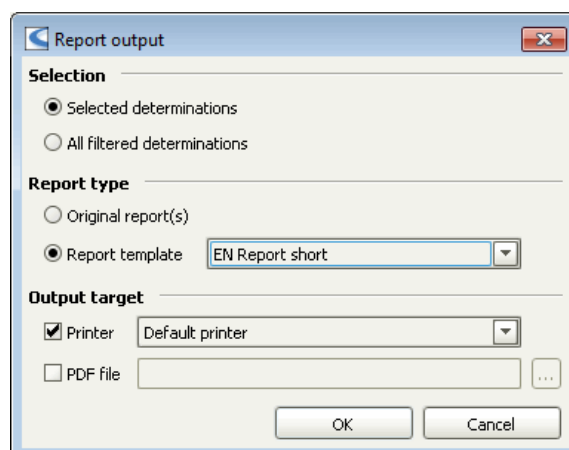 Report output
Selection
Selected determinations
All filtered determinations
Report type
Original report(s)
Report template EN Report short
Output target
Printer Default printer
PDF file ...
OK Cancel